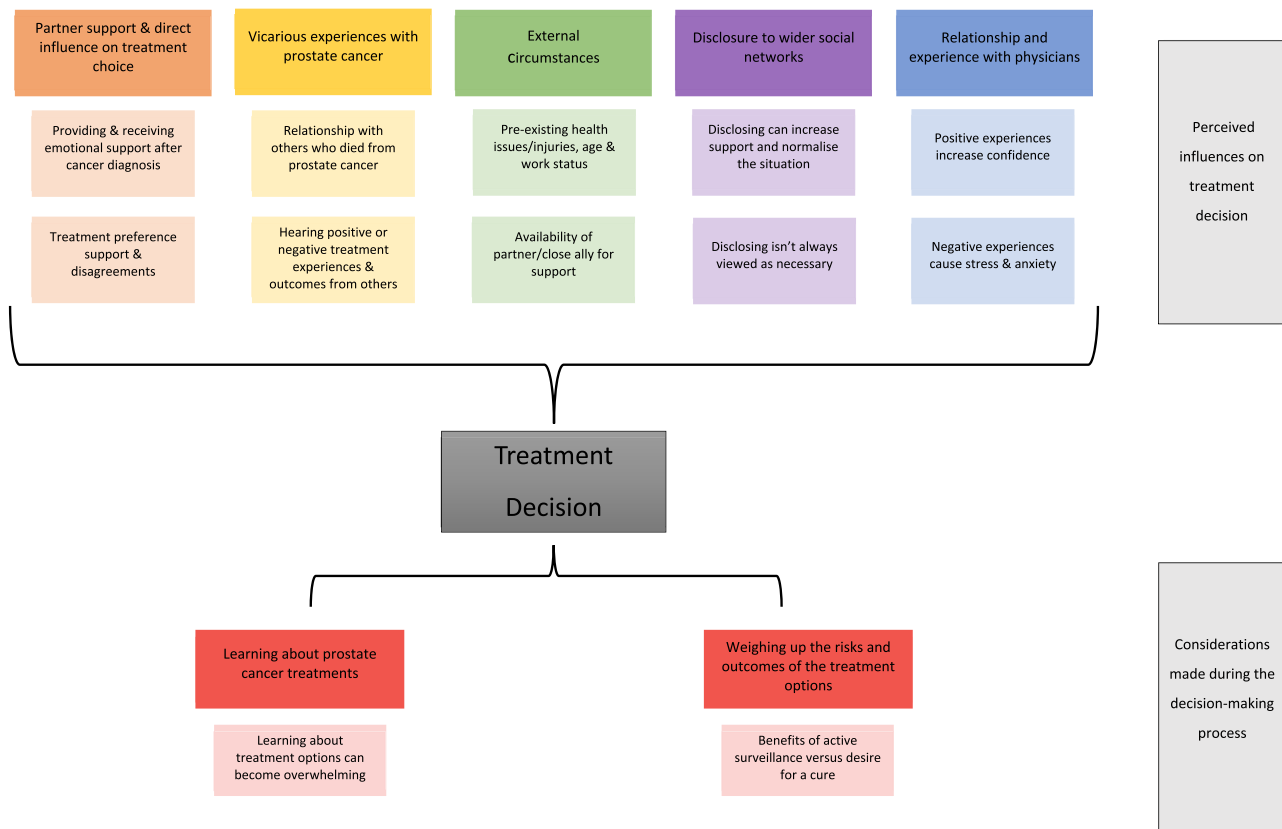 Partner support & direct
influence on treatment
choice
Vicarious experiences with
prostate cancer
External
circumstances
Disclosure to wider social
networks
Relationship and
experience with physicians
Providing & receiving
emotional support after
cancer diagnosis
Relationship with
others who died from
prostate cancer
Pre-existing health
issues/injuries, age &
work status
Disclosing can increase
support and normalise
the situation
Positive experiences
increase confidence
Treatment preference
support &
disagreements
Hearing positive or
negative treatment
experiences &
outcomes from others
Availability of
partner/close ally for
support
Disclosing isn’t always
viewed as necessary
Negative experiences
cause stress & anxiety
Perceived
influences on
treatment
decision
Treatment
Decision
Learning about prostate
cancer treatments
Weighing up the risks and
outcomes of the treatment
options
Learning about
treatment options can
become overwhelming
Benefits of active
surveillance versus desire
for a cure
Considerations
made during the
decision-making
process